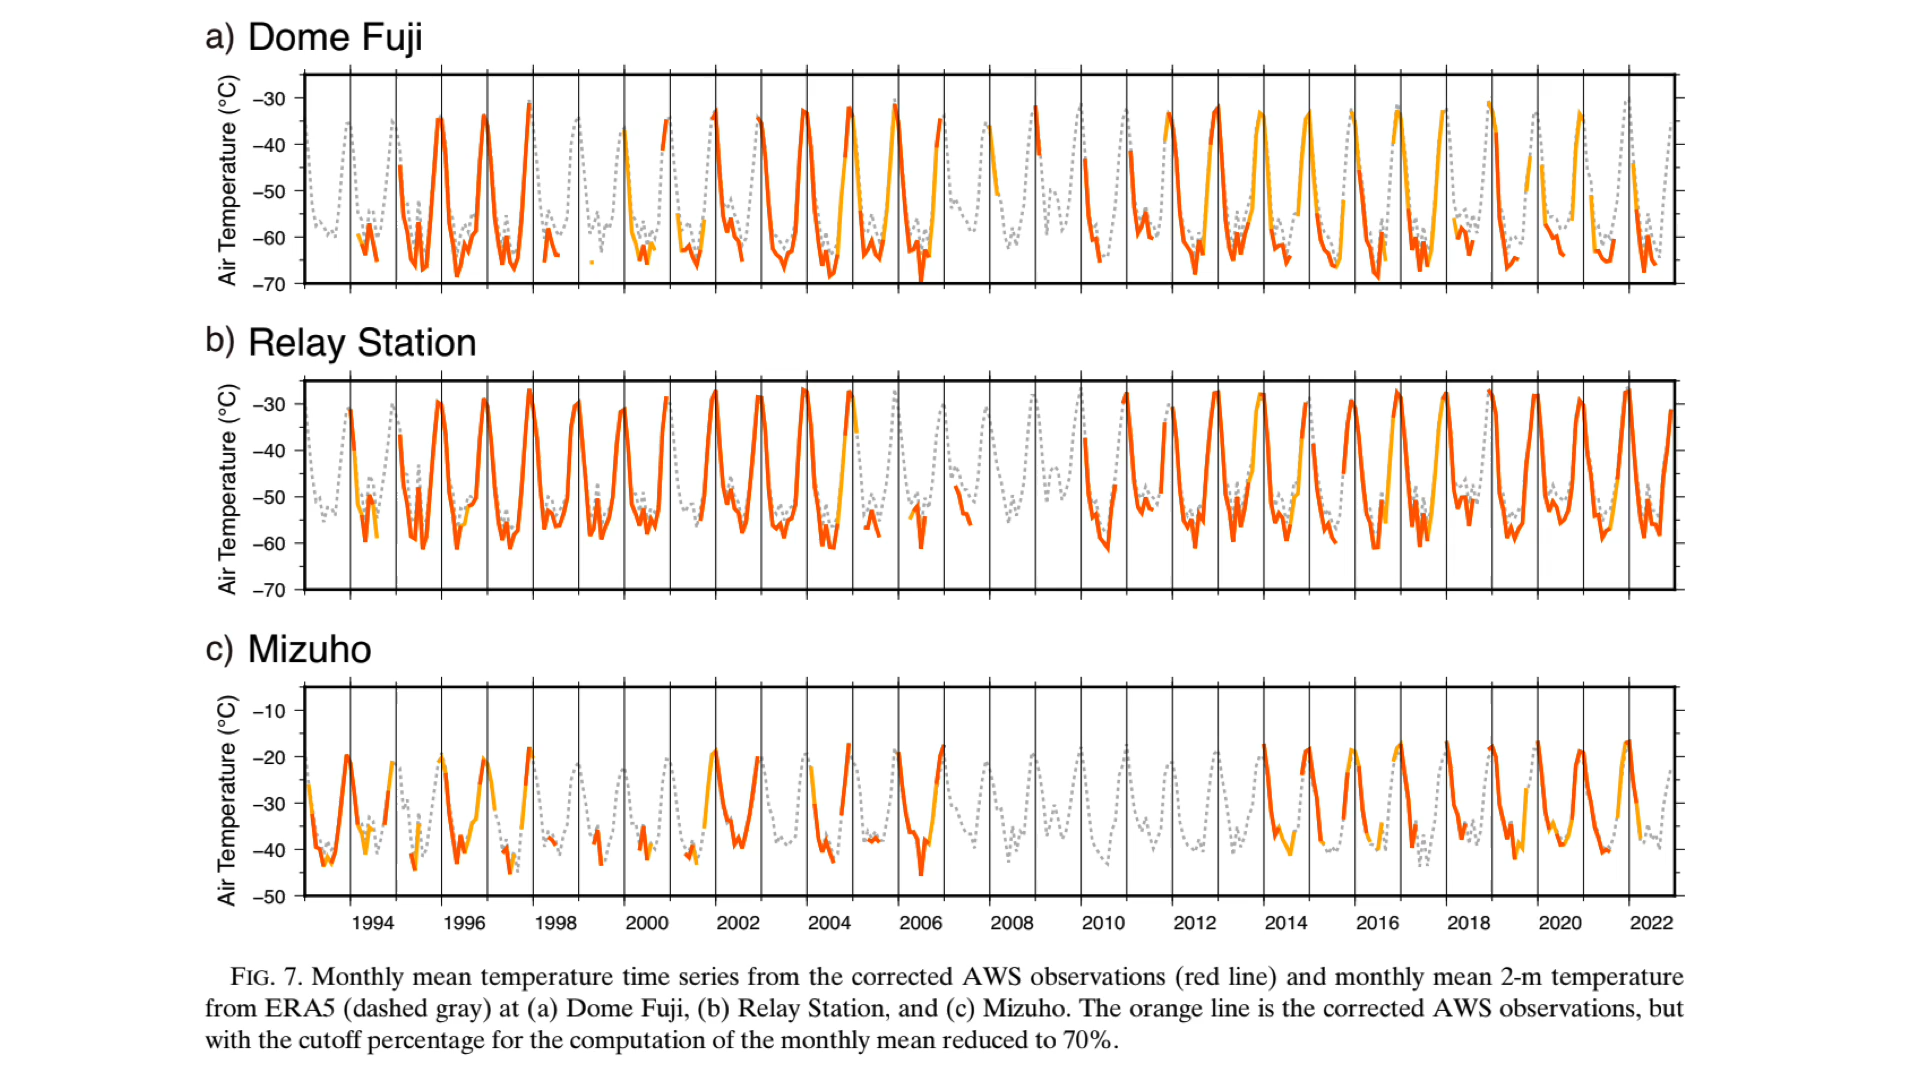 a) Dome Fuji
Air Temperature (°C)
−30
−40
−50
−60
−70
b) Relay Station
Air Temperature (°C)
−30
−40
−50
−60
−70
c) Mizuho
Air Temperature (°C)
−10
−20
−30
−40
−50
1994 1996 1998 2000 2002 2004 2006 2008 2010 2012 2014 2016 2018 2020 2022
FIG. 7. Monthly mean temperature time series from the corrected AWS observations (red line) and monthly mean 2-m temperature
from ERA5 (dashed gray) at (a) Dome Fuji, (b) Relay Station, and (c) Mizuho. The orange line is the corrected AWS observations, but
with the cutoff percentage for the computation of the monthly mean reduced to 70%.